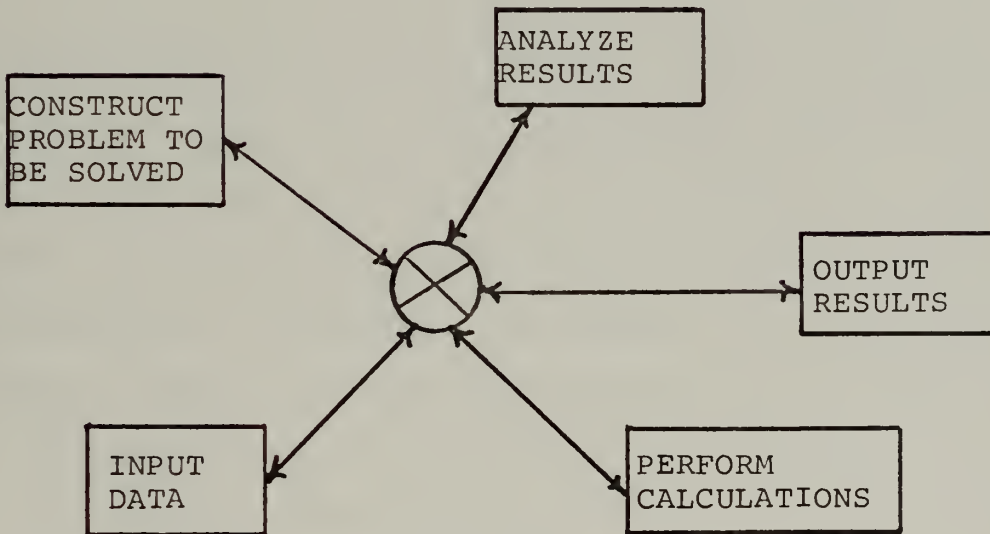 ANALYZE
RESULTS
CONSTRUCT
PROBLEM TO
BE SOLVED
OUTPUT
RESULTS
INPUT
DATA
PERFORM
CALCULATIONS